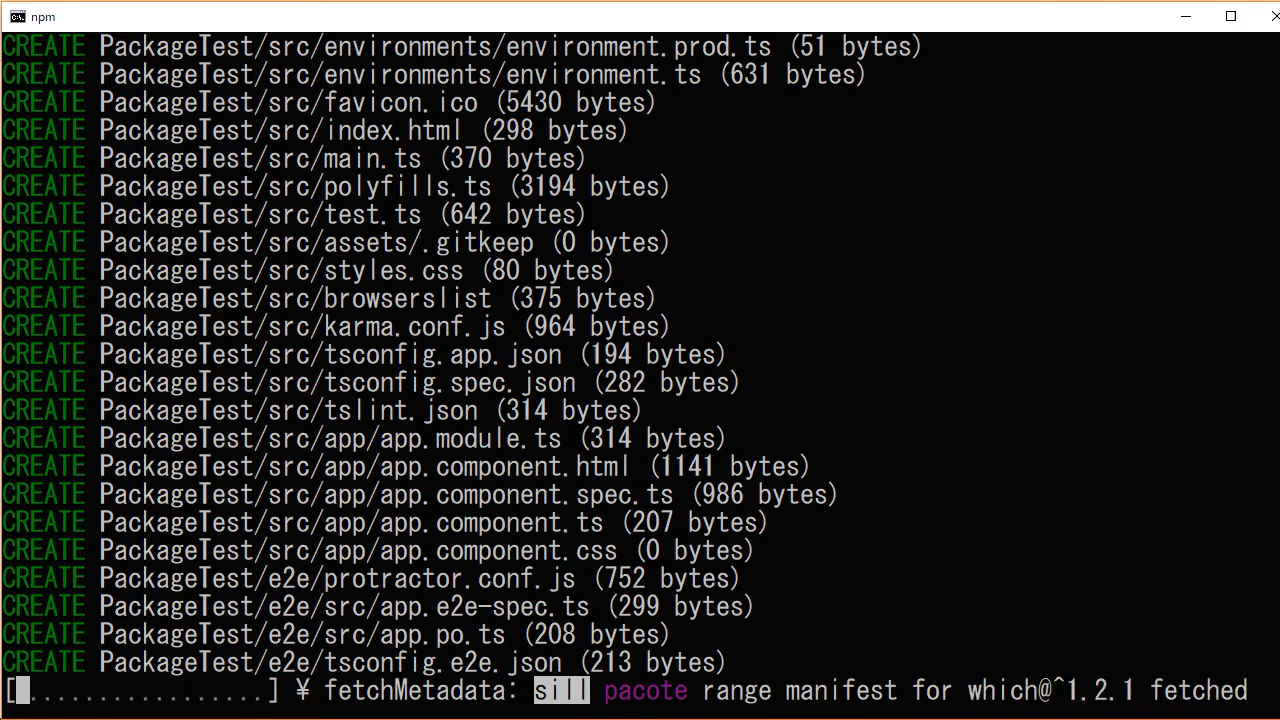 npm
CREATE PackageTest/src/environments/environment.prod.ts (51 bytes)
CREATE PackageTest/src/environments/environment.ts (631 bytes)
CREATE PackageTest/src/favicon.ico (5430 bytes)
CREATE PackageTest/src/index.html (298 bytes)
CREATE PackageTest/src/main.ts (370 bytes)
CREATE PackageTest/src/polyfills.ts (3194 bytes)
CREATE PackageTest/src/test.ts (642 bytes)
CREATE PackageTest/src/assets/.gitkeep (0 bytes)
CREATE PackageTest/src/styles.css (80 bytes)
CREATE PackageTest/src/browserslist (375 bytes)
CREATE PackageTest/src/karma.conf.js (964 bytes)
CREATE PackageTest/src/tsconfig.app.json (194 bytes)
CREATE PackageTest/src/tsconfig.spec.json (282 bytes)
CREATE PackageTest/src/tslint.json (314 bytes)
CREATE PackageTest/src/app/app.module.ts (314 bytes)
CREATE PackageTest/src/app/app.component.html (1141 bytes)
CREATE PackageTest/src/app/app.component.spec.ts (986 bytes)
CREATE PackageTest/src/app/app.component.ts (207 bytes)
CREATE PackageTest/src/app/app.component.css (0 bytes)
CREATE PackageTest/e2e/protractor.conf.js (752 bytes)
CREATE PackageTest/e2e/src/app.e2e-spec.ts (299 bytes)
CREATE PackageTest/e2e/src/app.po.ts (208 bytes)
CREATE PackageTest/e2e/tsconfig.e2e.json (213 bytes)
[ .................] ¥ fetchMetadata: sill pacote range manifest for which@^1.2.1 fetched